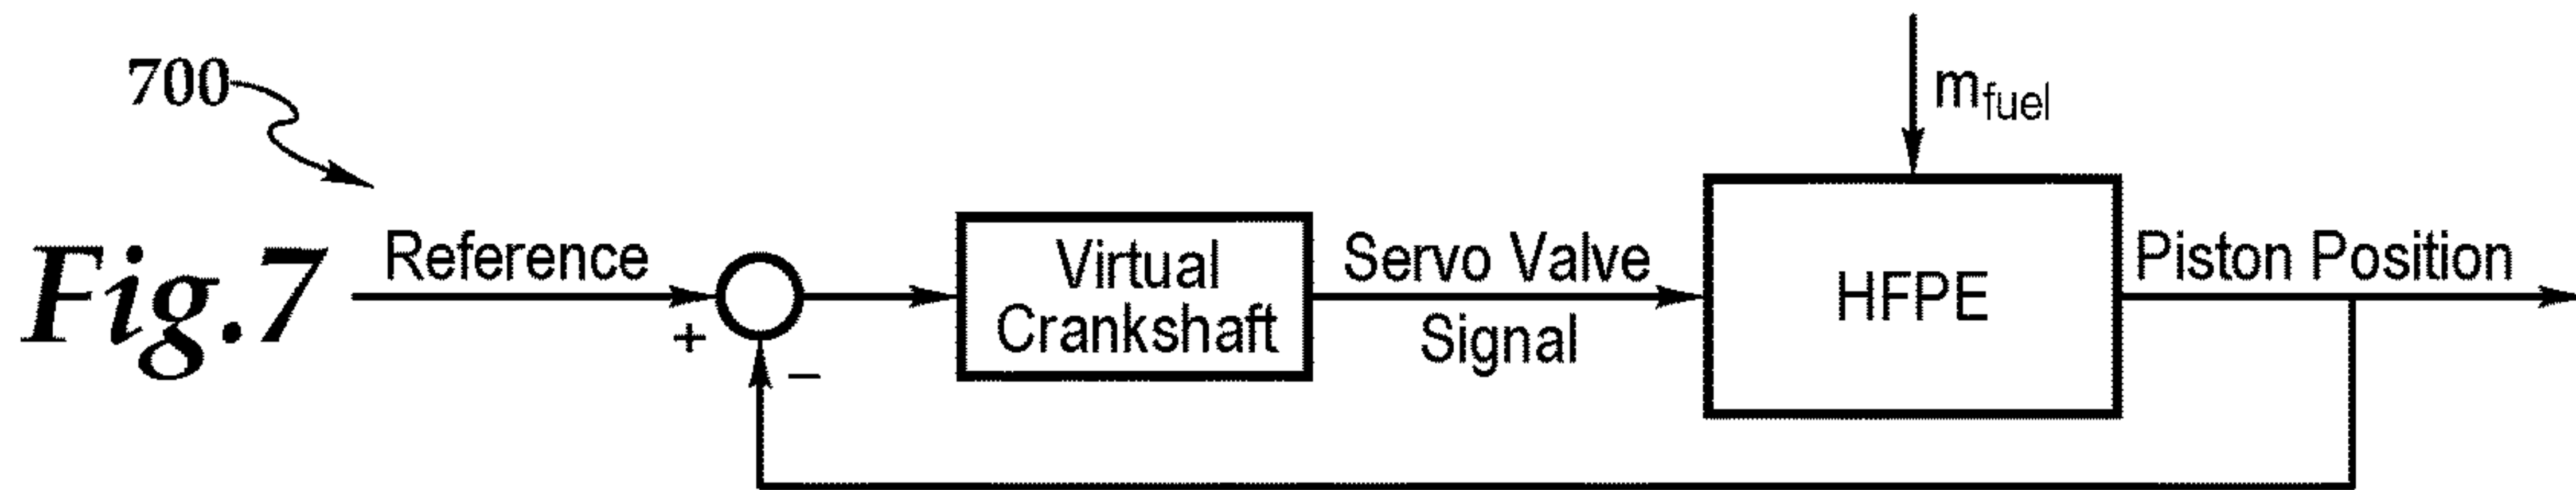 700
Fig.7
Reference
+
−
Virtual
Crankshaft
Servo Valve
Signal
m_fuel
HFPE
Piston Position